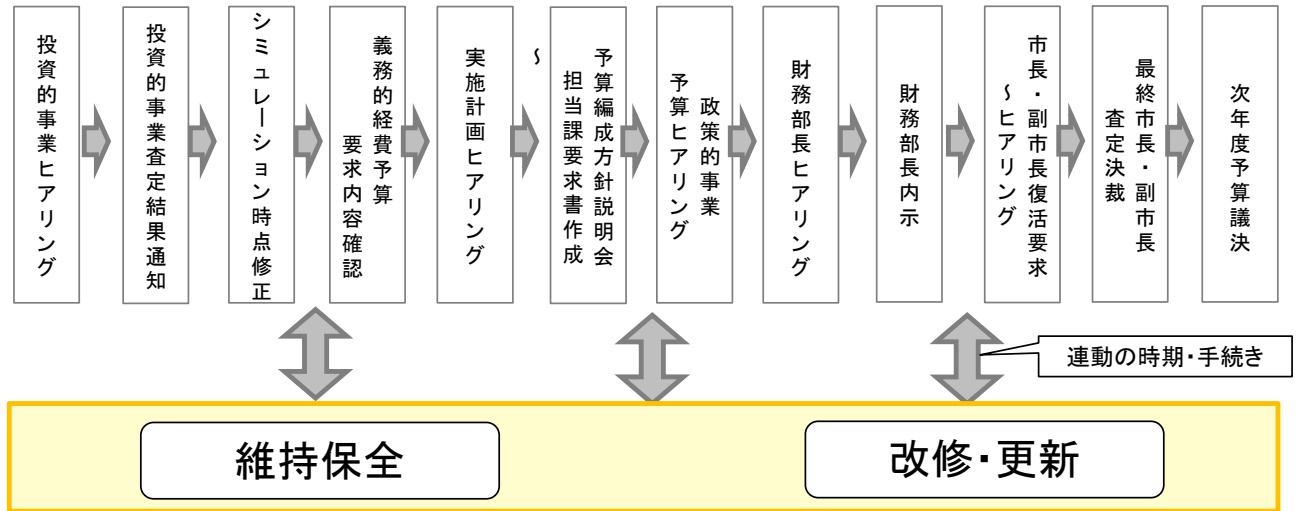 投資的事業ヒアリング
投資的事業査定結果通知
シミュレーション時点修正
義務的経費予算
要求内容確認
実施計画ヒアリング
予算編成方針説明会
担当課要求書作成
～
政策的事業
予算ヒアリング
財務部長ヒアリング
財務部長内示
市長・副市長復活要求
～ヒアリング
最終市長・副市長
査定決裁
次年度予算議決
連動の時期・手続き
維持保全
改修・更新